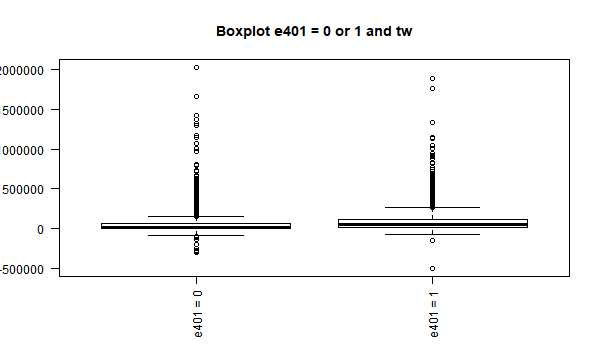 Boxplot e401 = 0 or 1 and tw
2000000
1500000
1000000
500000
0
-500000
e401 = 0
e401 = 1